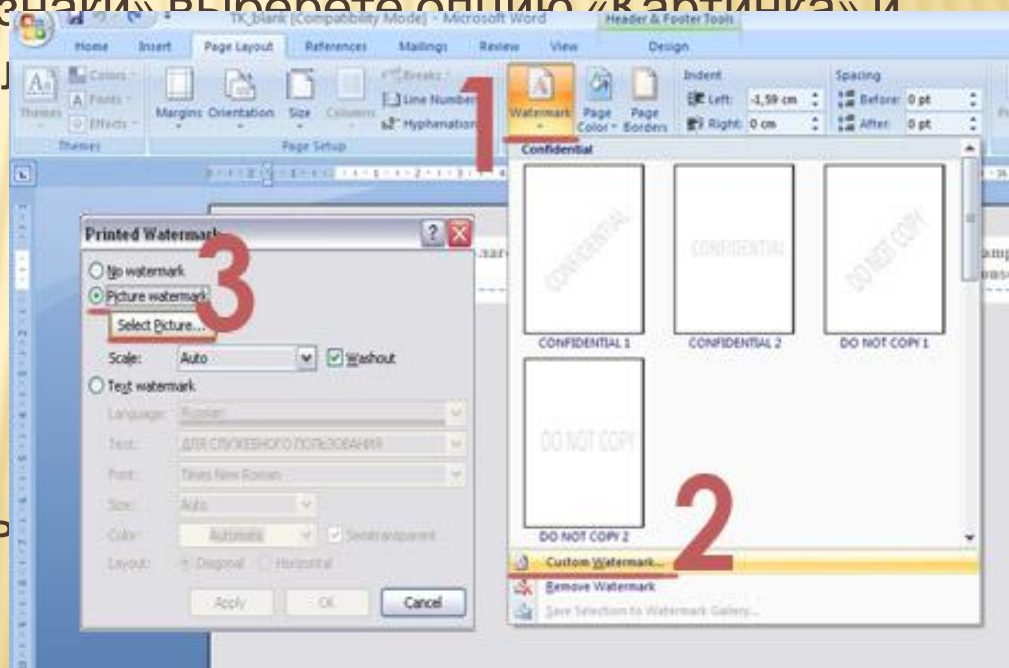 знаки» выберете опцию «Картинка» и
TK_blank [Compatibility Mode] - Microsoft Word
Header & Footer Tools
Home Insert Page Layout References Mailings Review View Design
Themes
Colors
Fonts
Effects
Themes
Margins Orientation Size Columns
Breaks
Line Number
Hyphenation
Page Setup
1
Watermark Page Color Page Borders
Indent
Left: -1,59 cm
Right: 0 cm
Spacing
Before: 0 pt
After: 0 pt
Confidential
CONFIDENTIAL
CONFIDENTIAL 1
CONFIDENTIAL
CONFIDENTIAL 2
DO NOT COPY
DO NOT COPY 1
DO NOT COPY
DO NOT COPY 2
2
Custom Watermark...
Remove Watermark
Save Selection to Watermark Gallery...
Printed Watermark
3
No watermark
Picture watermark
Select Picture...
Scale: Auto Washout
Text watermark
Language: Russian
Text: ДЛЯ СЛУЖЕБНОГО ПОЛЬЗОВАНИЯ
Font: Times New Roman
Size: Auto
Color: Automatic Semitransparent
Layout: Diagonal Horizontal
Apply OK Cancel